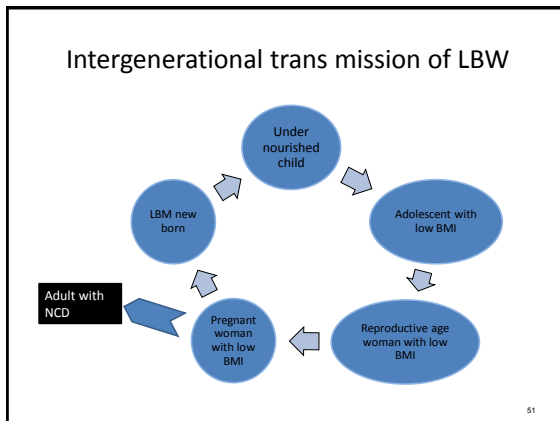 Intergenerational trans mission of LBW
Under
nourished
child
Adolescent with
low BMI
Reproductive age
woman with low
BMI
Pregnant
woman
with low
BMI
LBM new
born
Adult with
NCD
51